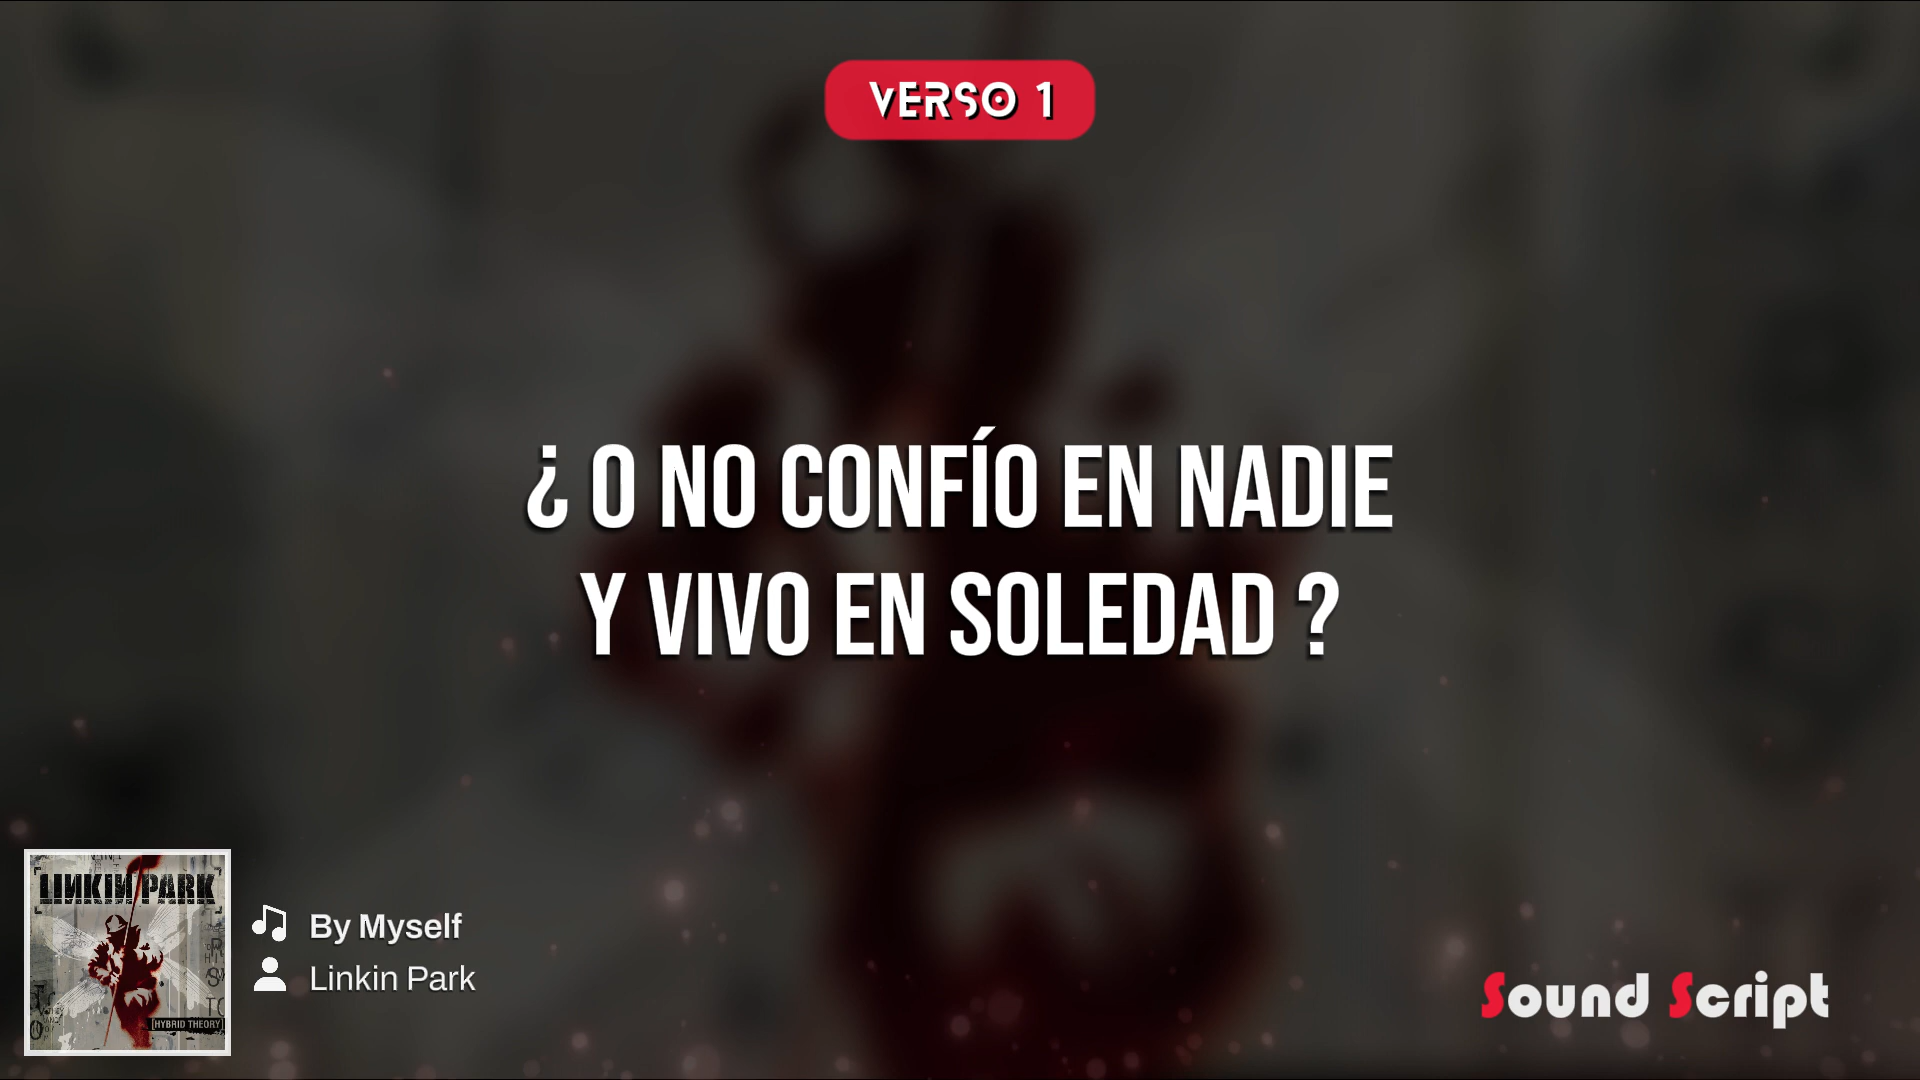 VERSO 1
¿ O NO CONFÍO EN NADIE
Y VIVO EN SOLEDAD ?
LINKIN PARK
[HYBRID THEORY]
By Myself
Linkin Park
Sound Script